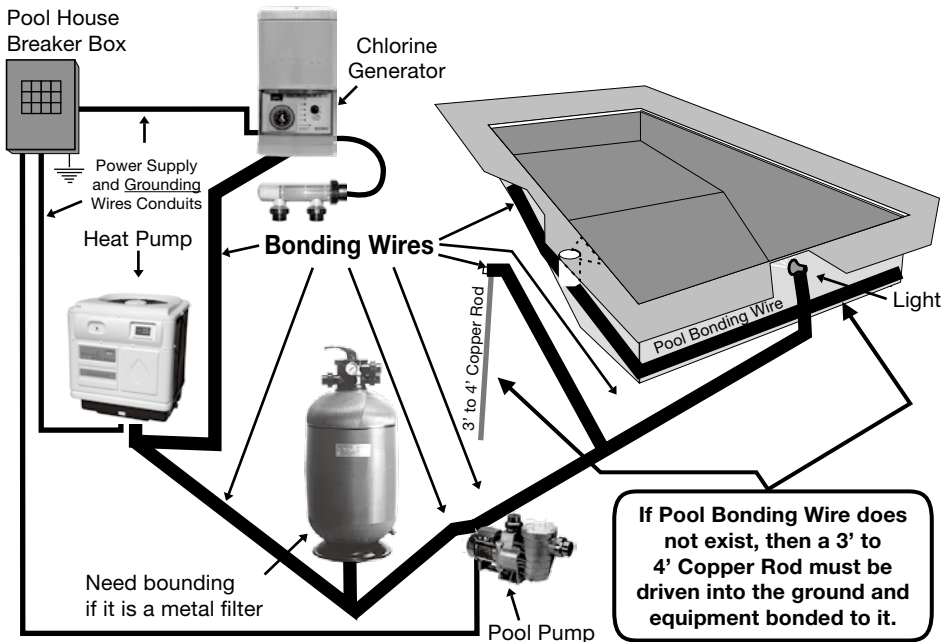 Pool House
Breaker Box
Chlorine
Generator
Power Supply
and Grounding
Wires Conduits
Heat Pump
Bonding Wires
3' to 4' Copper Rod
Light
Pool Bonding Wire
Need bounding
if it is a metal filter
Pool Pump
If Pool Bonding Wire does
not exist, then a 3' to
4' Copper Rod must be
driven into the ground and
equipment bonded to it.